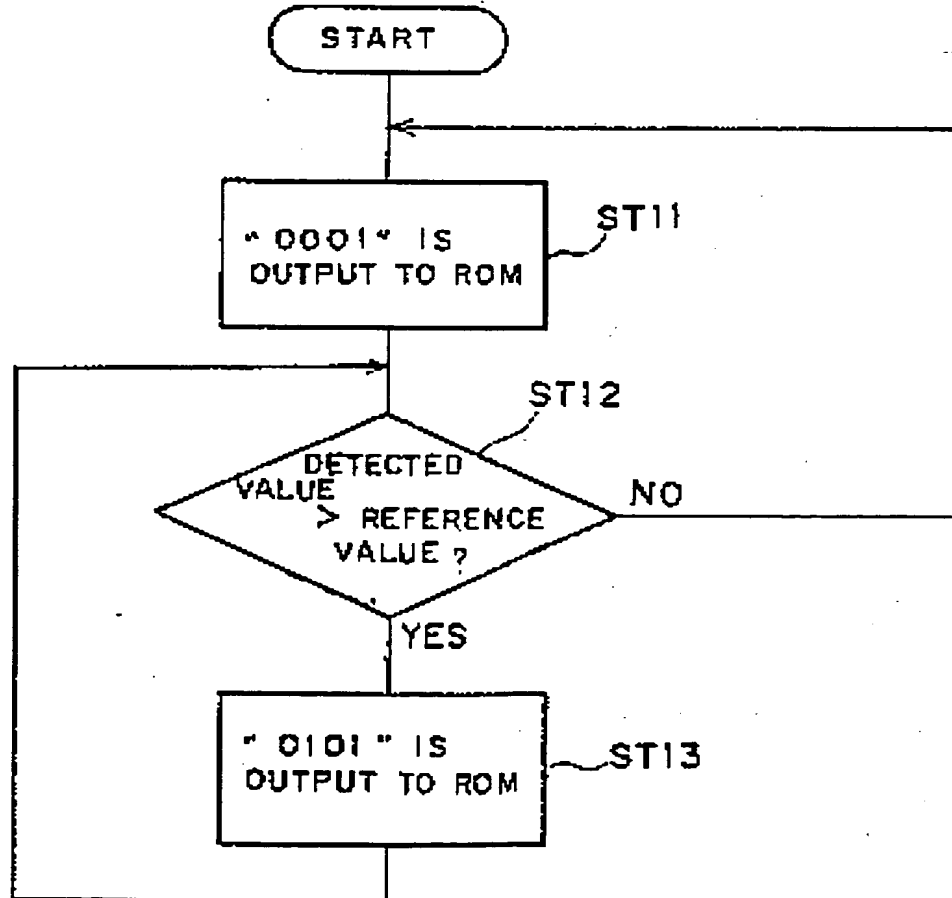 START
"0001" IS
OUTPUT TO ROM
ST11
ST12
DETECTED
VALUE
> REFERENCE
VALUE?
NO
YES
"0101" IS
OUTPUT TO ROM
ST13